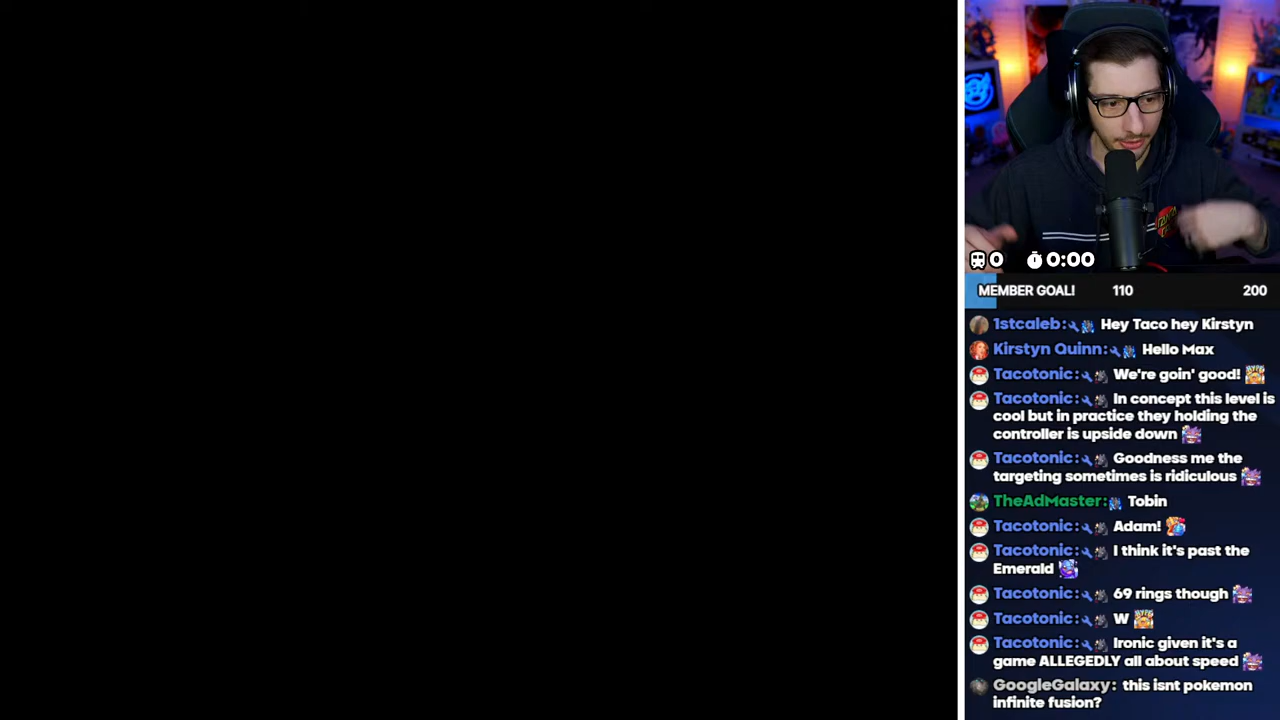 0 0:00
MEMBER GOAL! 110 200
1stcaleb: Hey Taco hey Kirstyn
Kirstyn Quinn: Hello Max
Tacotonic: We're goin' good!
Tacotonic: In concept this level is
cool but in practice they holding the
controller is upside down
Tacotonic: Goodness me the
targeting sometimes is ridiculous
TheAdMaster: Tobin
Tacotonic: Adam!
Tacotonic: I think it's past the
Emerald
Tacotonic: 69 rings though
Tacotonic: W
Tacotonic: Ironic given it's a
game ALLEGEDLY all about speed
GoogleGalaxy: this isnt pokemon
infinite fusion?